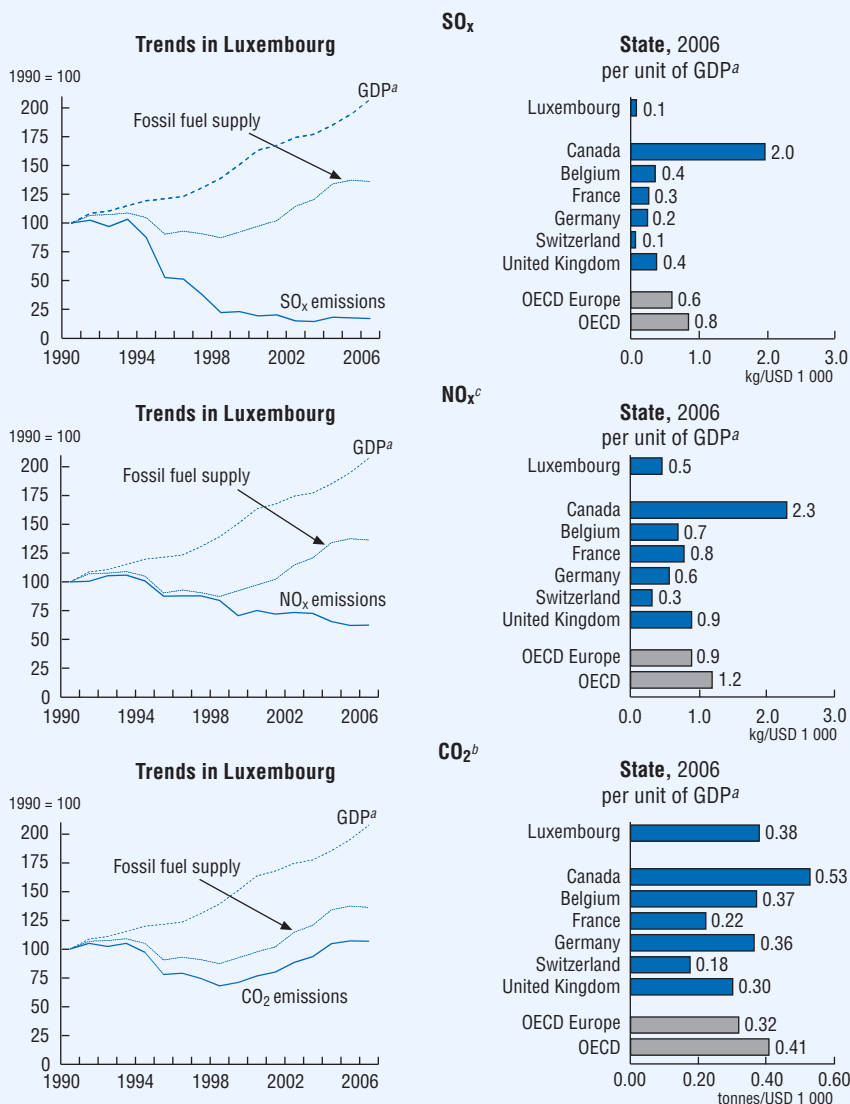 SOx
Trends in Luxembourg
1990 = 100
200
175
150
125
100
75
50
25
0
GDPa
Fossil fuel supply
SOx emissions
1990 1994 1998 2002 2006
State, 2006
per unit of GDPa
Luxembourg 0.1
Canada 2.0
Belgium 0.4
France 0.3
Germany 0.2
Switzerland 0.1
United Kingdom 0.4
OECD Europe 0.6
OECD 0.8
0.0 1.0 2.0 3.0
kg/USD 1 000
NOxc
Trends in Luxembourg
1990 = 100
200
175
150
125
100
75
50
25
0
GDPa
Fossil fuel supply
NOx emissions
1990 1994 1998 2002 2006
State, 2006
per unit of GDPa
Luxembourg 0.5
Canada 2.3
Belgium 0.7
France 0.8
Germany 0.6
Switzerland 0.3
United Kingdom 0.9
OECD Europe 0.9
OECD 1.2
0.0 1.0 2.0 3.0
kg/USD 1 000
CO2b
Trends in Luxembourg
1990 = 100
200
175
150
125
100
75
50
25
0
GDPa
Fossil fuel supply
CO2 emissions
1990 1994 1998 2002 2006
State, 2006
per unit of GDPa
Luxembourg 0.38
Canada 0.53
Belgium 0.37
France 0.22
Germany 0.36
Switzerland 0.18
United Kingdom 0.30
OECD Europe 0.32
OECD 0.41
0.00 0.20 0.40 0.60
tonnes/USD 1 000